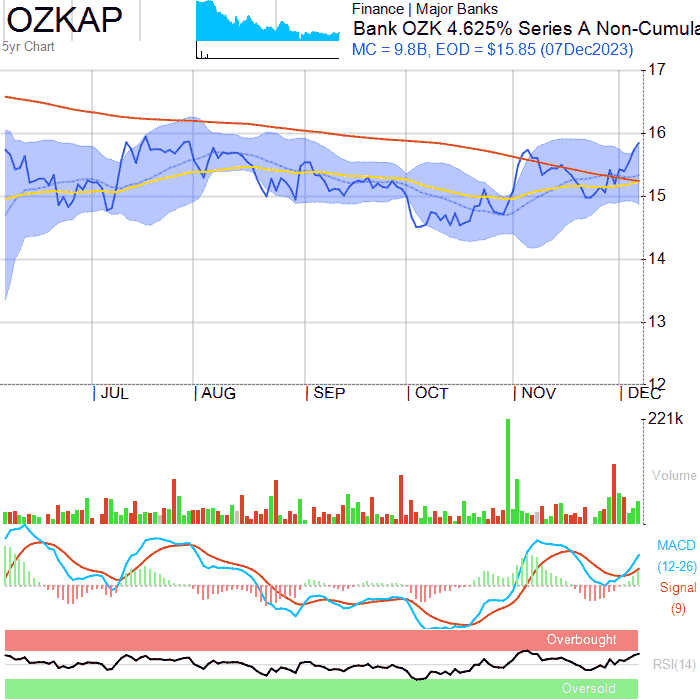 OZKAP
5yr Chart
Finance | Major Banks
Bank OZK 4.625% Series A Non-Cumula
MC = 9.8B, EOD = $15.85 (07Dec2023)
17
16
15
14
13
12
JUL AUG SEP OCT NOV DEC
221k
Volume
MACD
(12-26)
Signal
(9)
Overbought
RSI(14)
Oversold